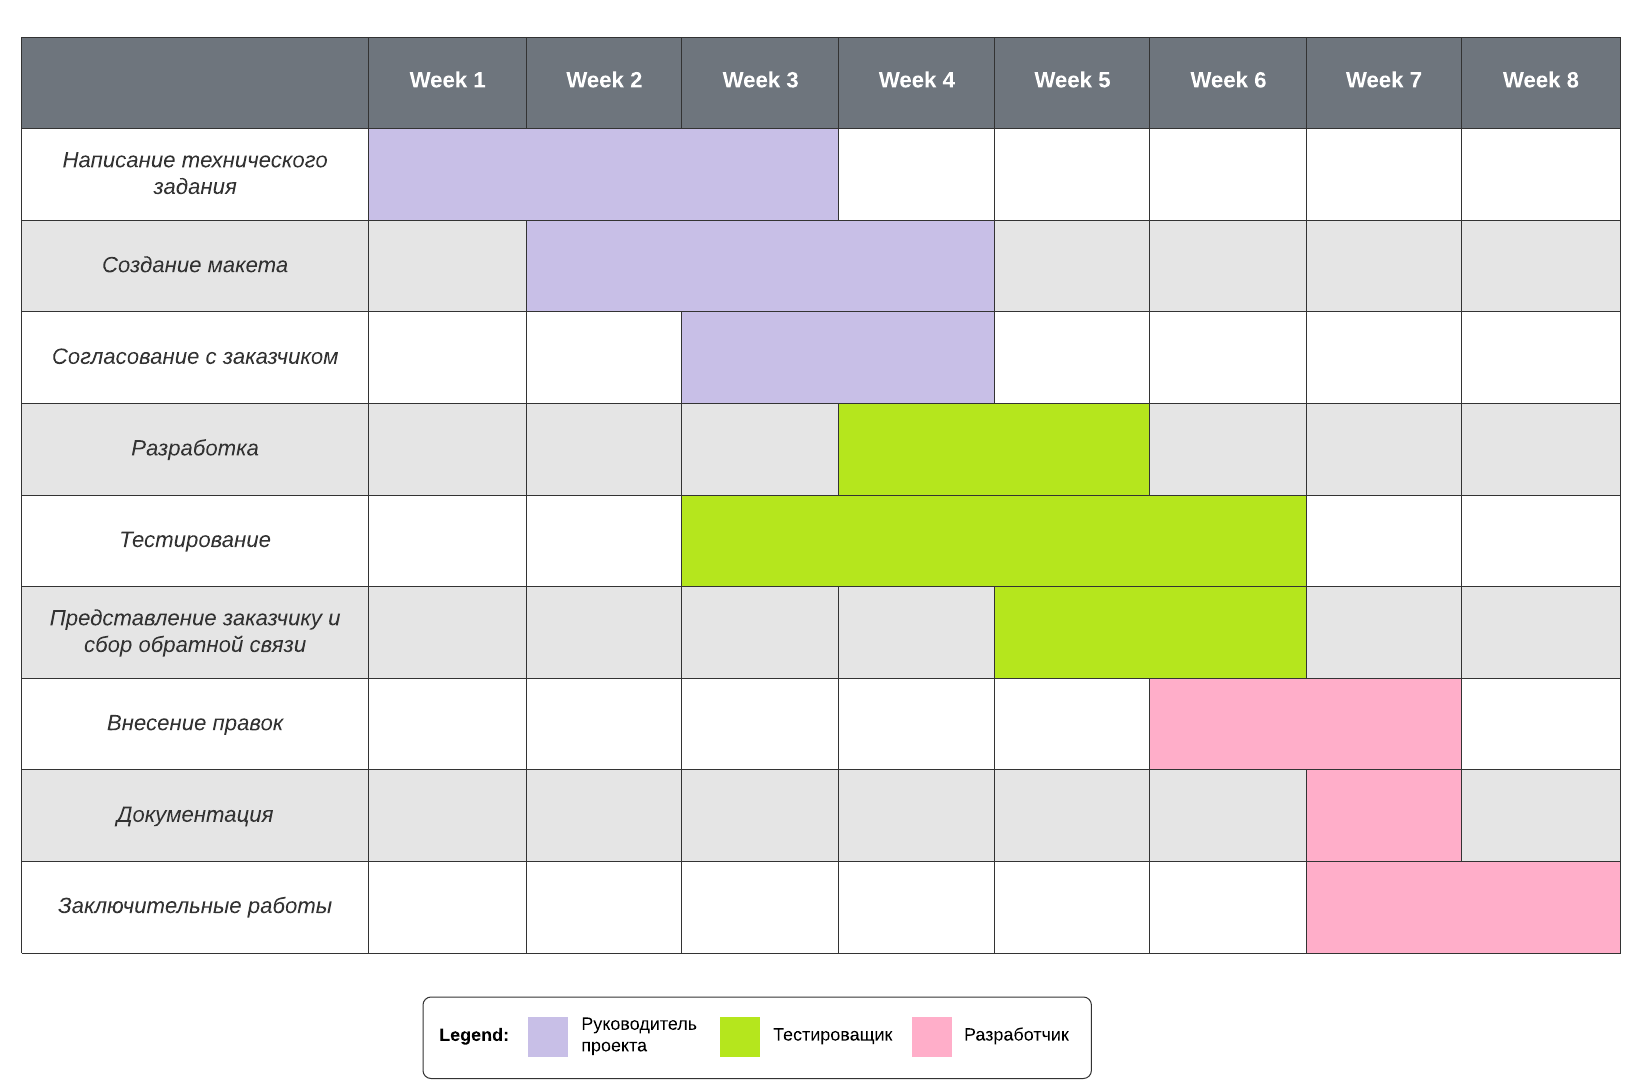 Week 1 Week 2 Week 3 Week 4 Week 5 Week 6 Week 7 Week 8
Написание технического
задания
Создание макета
Согласование с заказчиком
Разработка
Тестирование
Представление заказчику и
сбор обратной связи
Внесение правок
Документация
Заключительные работы
Legend:
Руководитель
проекта
Тестироващик
Разработчик